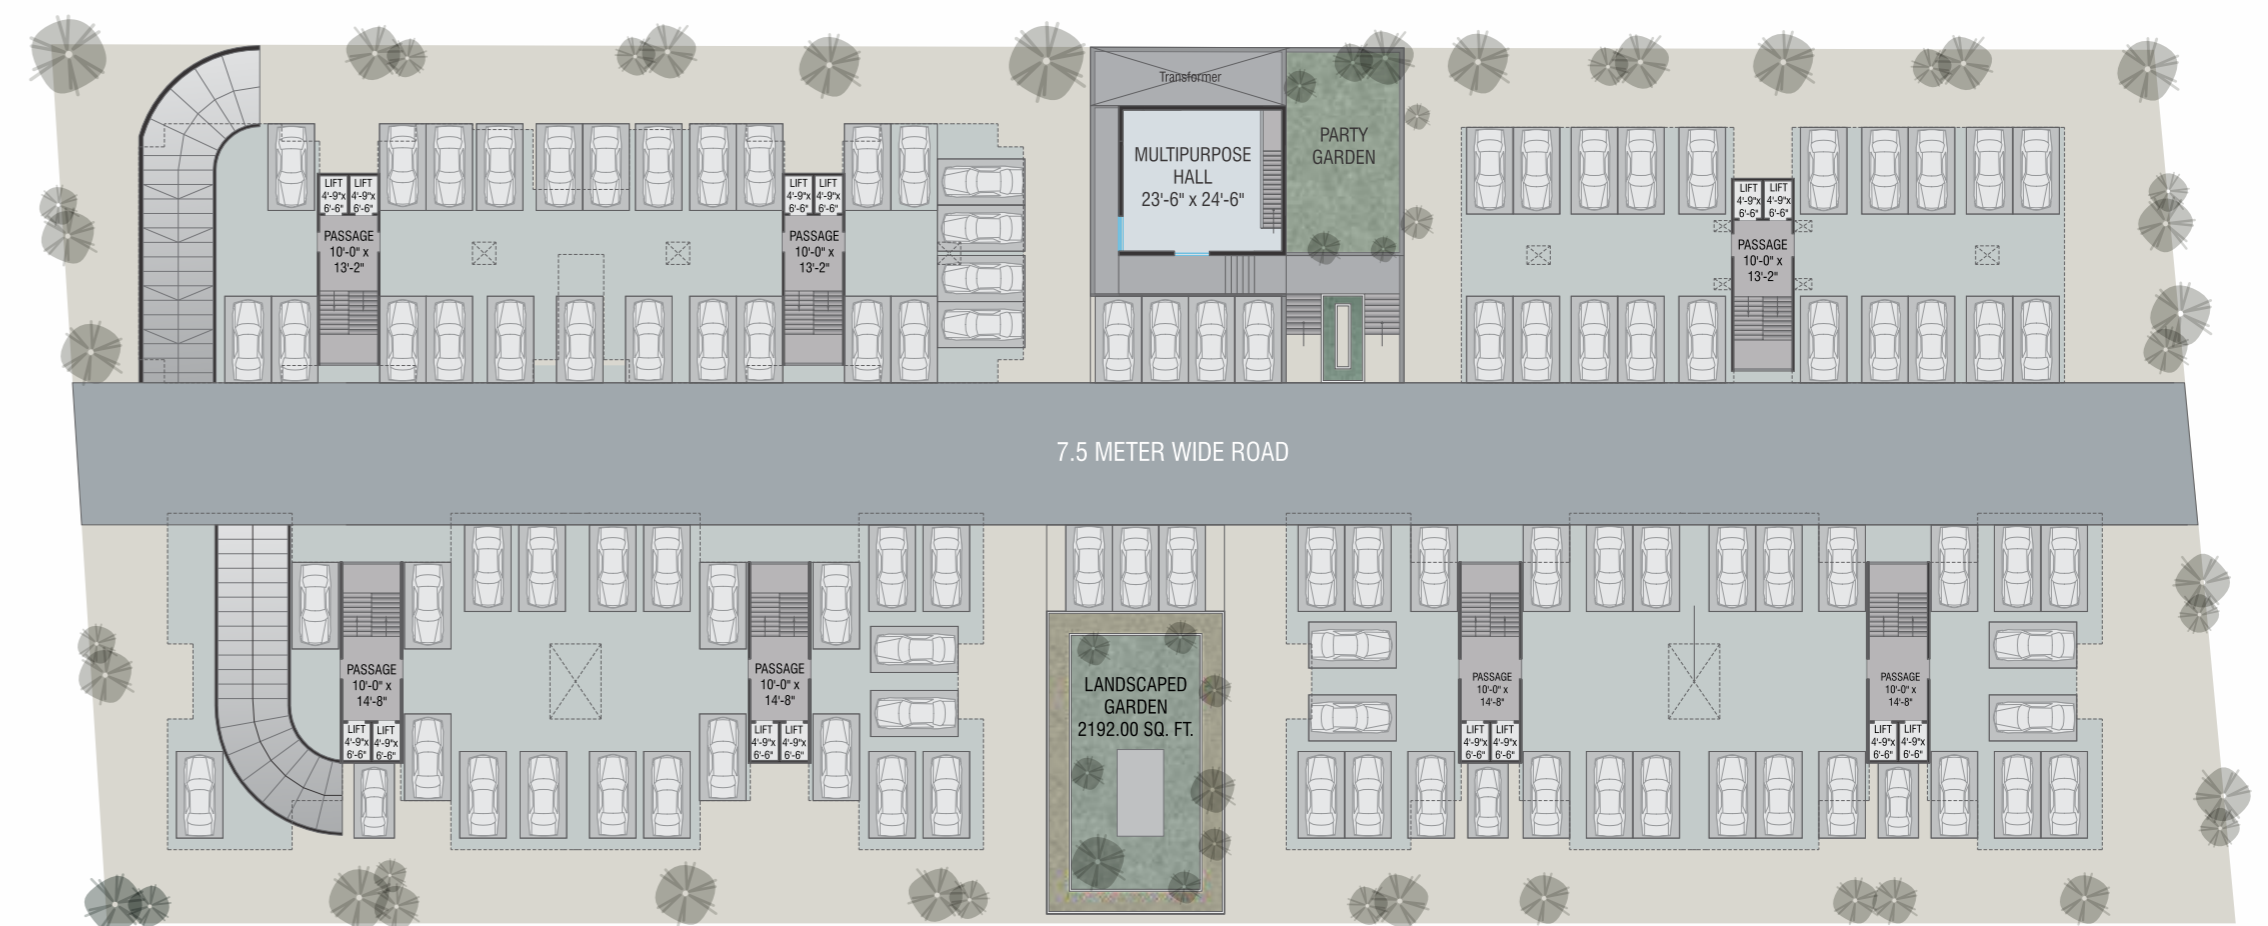 Transformer
MULTIPURPOSE
HALL
23'-6" x 24'-6"
PARTY
GARDEN
LIFT
4'-9"x
6'-6"
LIFT
4'-9"x
6'-6"
PASSAGE
10'-0" x
13'-2"
LIFT
4'-9"x
6'-6"
LIFT
4'-9"x
6'-6"
PASSAGE
10'-0" x
13'-2"
LIFT
4'-9"x
6'-6"
LIFT
4'-9"x
6'-6"
PASSAGE
10'-0" x
13'-2"
7.5 METER WIDE ROAD
PASSAGE
10'-0" x
14'-8"
LIFT
4'-9"x
6'-6"
LIFT
4'-9"x
6'-6"
PASSAGE
10'-0" x
14'-8"
LIFT
4'-9"x
6'-6"
LIFT
4'-9"x
6'-6"
LANDSCAPED
GARDEN
2192.00 SQ. FT.
PASSAGE
10'-0" x
14'-8"
LIFT
4'-9"x
6'-6"
LIFT
4'-9"x
6'-6"
PASSAGE
10'-0" x
14'-8"
LIFT
4'-9"x
6'-6"
LIFT
4'-9"x
6'-6"